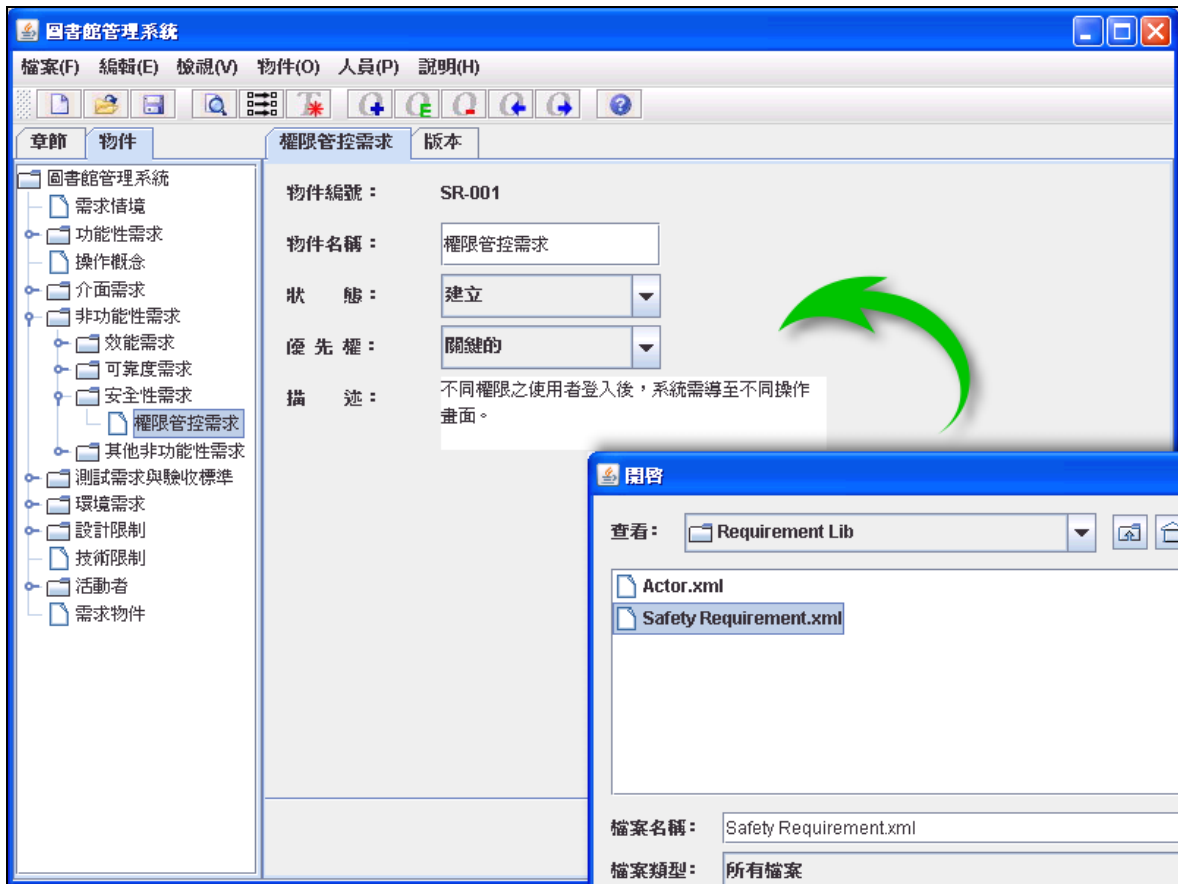 圖書館管理系統
檔案(F) 編輯(E) 檢視(V) 物件(O) 人員(P) 說明(H)
章節 物件
圖書館管理系統
需求情境
功能性需求
操作概念
介面需求
非功能性需求
效能需求
可靠度需求
安全性需求
權限管控需求
其他非功能性需求
測試需求與驗收標準
環境需求
設計限制
技術限制
活動者
需求物件
權限管控需求 版本
物件編號： SR-001
物件名稱： 權限管控需求
狀 態： 建立
優 先 權： 關鍵的
描 述： 不同權限之使用者登入後，系統需導至不同操作
畫面。
開啓
查看： Requirement Lib
Actor.xml
Safety Requirement.xml
檔案名稱： Safety Requirement.xml
檔案類型： 所有檔案